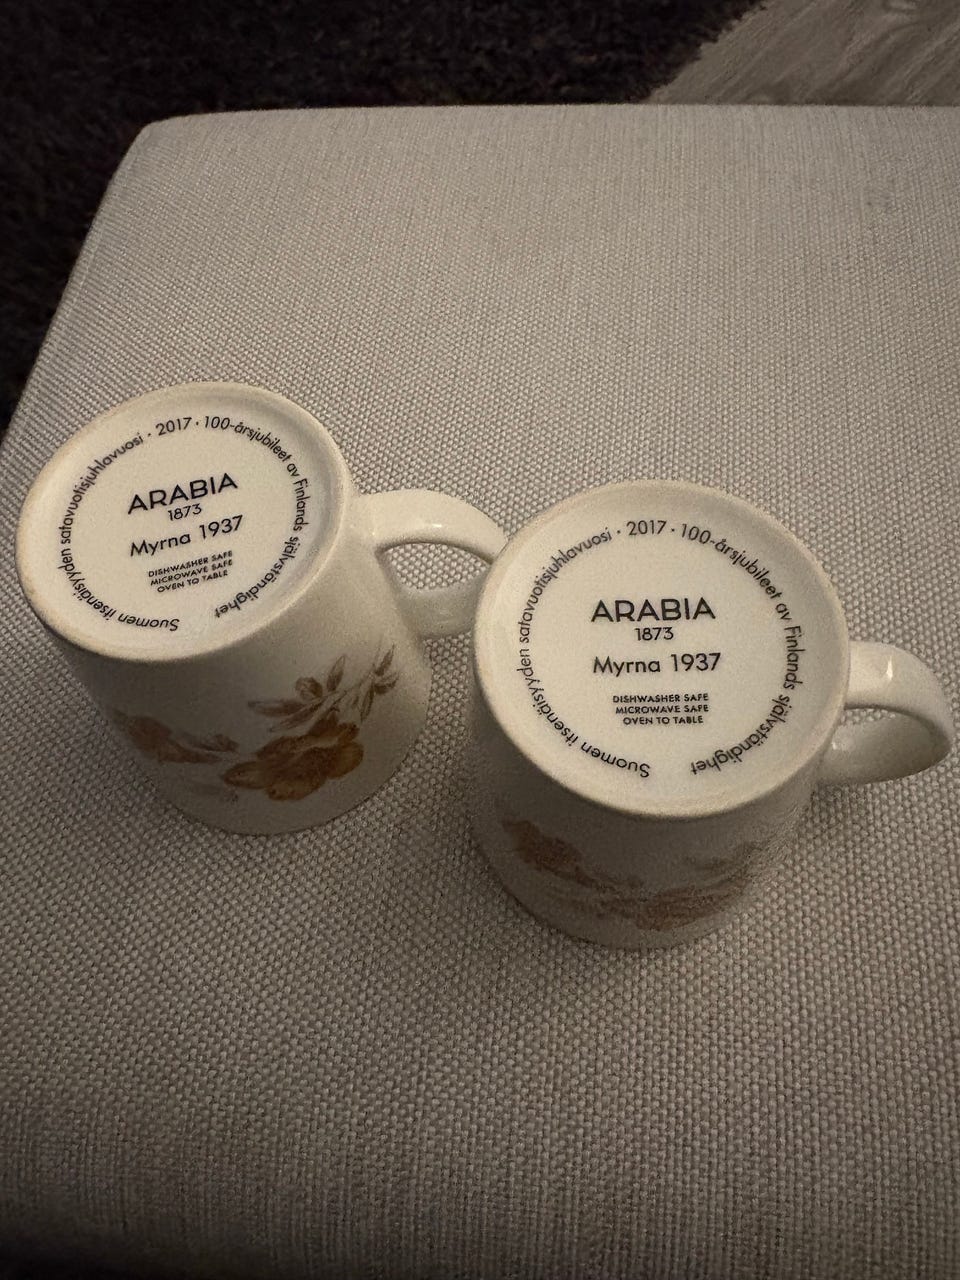 Suomen itsenäisyyden satavuotisjuhlavuosi · 2017 · 100-årsjubileet av Finlands självständighet
ARABIA
1873
Myrna 1937
DISHWASHER SAFE
MICROWAVE SAFE
OVEN TO TABLE
Suomen itsenäisyyden satavuotisjuhlavuosi · 2017 · 100-årsjubileet av Finlands självständighet
ARABIA
1873
Myrna 1937
DISHWASHER SAFE
MICROWAVE SAFE
OVEN TO TABLE